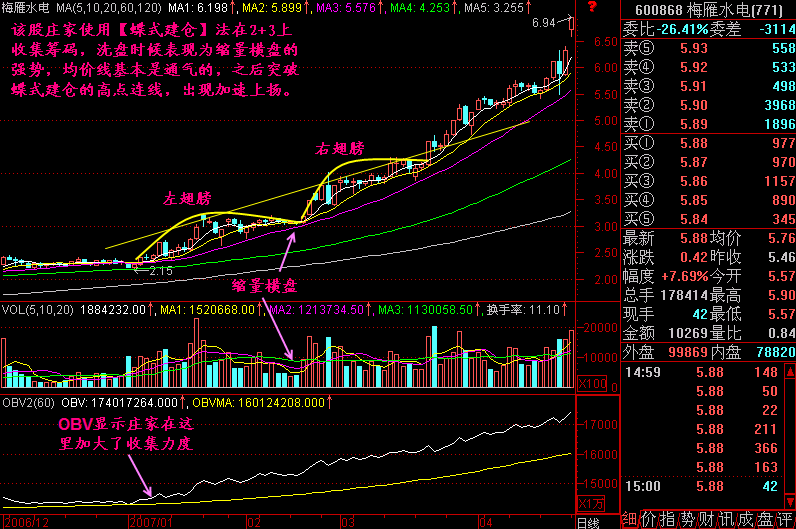 梅雁水电 MA(5,10,20,60,120) MA1: 6.198↑, MA2: 5.899↑, MA3: 5.576↑, MA4: 4.253↑, MA5: 3.255↑
该股庄家使用【蝶式建仓】法在2+3上
收集筹码，洗盘时候表现为缩量横盘的
强势，均价线基本是通气的，之后突破
蝶式建仓的高点连线，出现加速上扬。
6.94
?
6.50
6.00
5.50
5.00
4.50
4.00
3.50
3.00
2.50
2.00
右翅膀
左翅膀
2.15
缩量横盘
VOL(5,10,20) 1884232.00↑, MA1: 1520668.00↑, MA2: 1213734.50↑, MA3: 1130058.50↑, 换手率: 11.10↑
20000
10000
X100
OBV2(60) OBV: 174017264.000↑, OBVMA: 160124208.000↑
OBV显示庄家在这
里加大了收集力度
17000
16000
15000
X1万
2006/12 2007/01 02 03 04 日线
600868 梅雁水电(771)
委比 -26.41% 委差 -3114
卖⑤ 5.93 558
卖④ 5.92 533
卖③ 5.91 498
卖② 5.90 3968
卖① 5.89 1896
买① 5.88 977
买② 5.87 970
买③ 5.86 1157
买④ 5.85 890
买⑤ 5.84 345
最新 5.88 均价 5.76
涨跌 0.42 昨收 5.46
幅度 +7.69% 今开 5.57
总手 178414 最高 5.90
现手 42 最低 5.57
金额 10269 量比 0.84
外盘 99869 内盘 78820
14:59 5.88 148
5.88 50
5.88 22
5.88 211
5.88 366
5.88 163
15:00 5.88 42
细 价 指 势 财 讯 成 盘 评